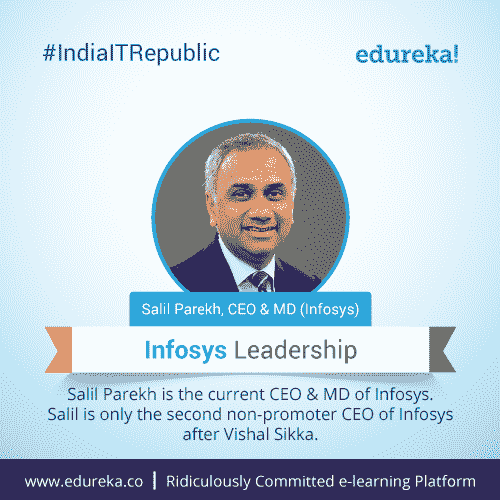 #IndiaITRepublic
edureka!
Salil Parekh, CEO & MD (Infosys)
Infosys Leadership
Salil Parekh is the current CEO & MD of Infosys.
Salil is only the second non-promoter CEO of Infosys
after Vishal Sikka.
www.edureka.co | Ridiculously Committed e-learning Platform